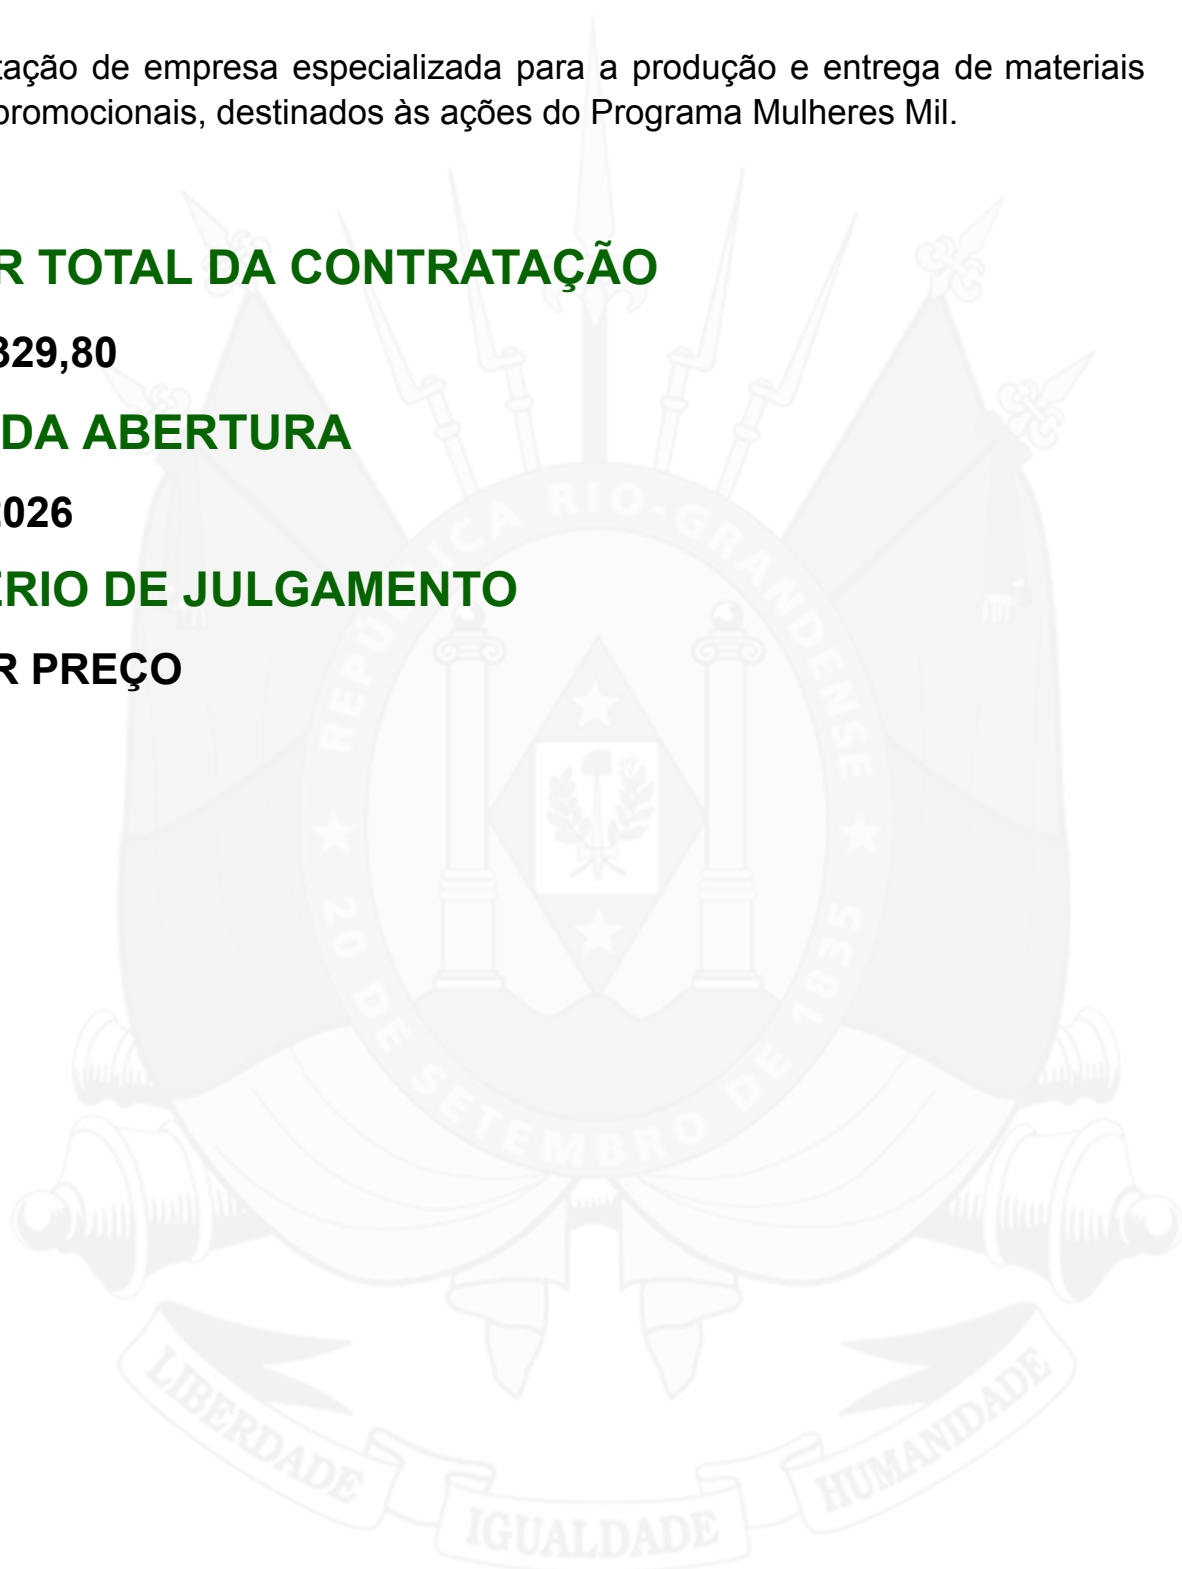 tação de empresa especializada para a produção e entrega de materiais
promocionais, destinados às ações do Programa Mulheres Mil.
R TOTAL DA CONTRATAÇÃO
329,80
DA ABERTURA
2026
ÉRIO DE JULGAMENTO
R PREÇO
REPÚBLICA RIO-GRANDENSE
20 DE SETEMBRO DE 1835
LIBERDADE
IGUALDADE
HUMANIDADE